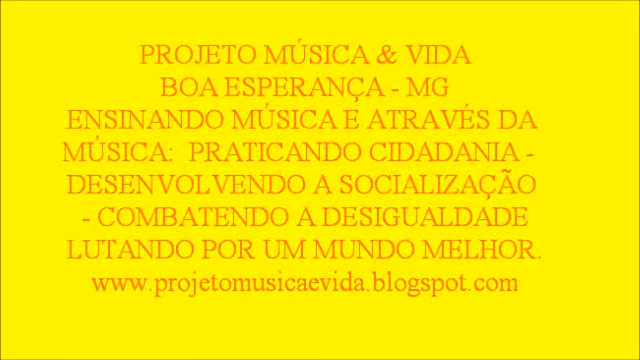 PROJETO MÚSICA & VIDA
BOA ESPERANÇA - MG
ENSINANDO MÚSICA E ATRAVÉS DA
MÚSICA:  PRATICANDO CIDADANIA -
DESENVOLVENDO A SOCIALIZAÇÃO
- COMBATENDO A DESIGUALDADE
LUTANDO POR UM MUNDO MELHOR.
www.projetomusicaevida.blogspot.com